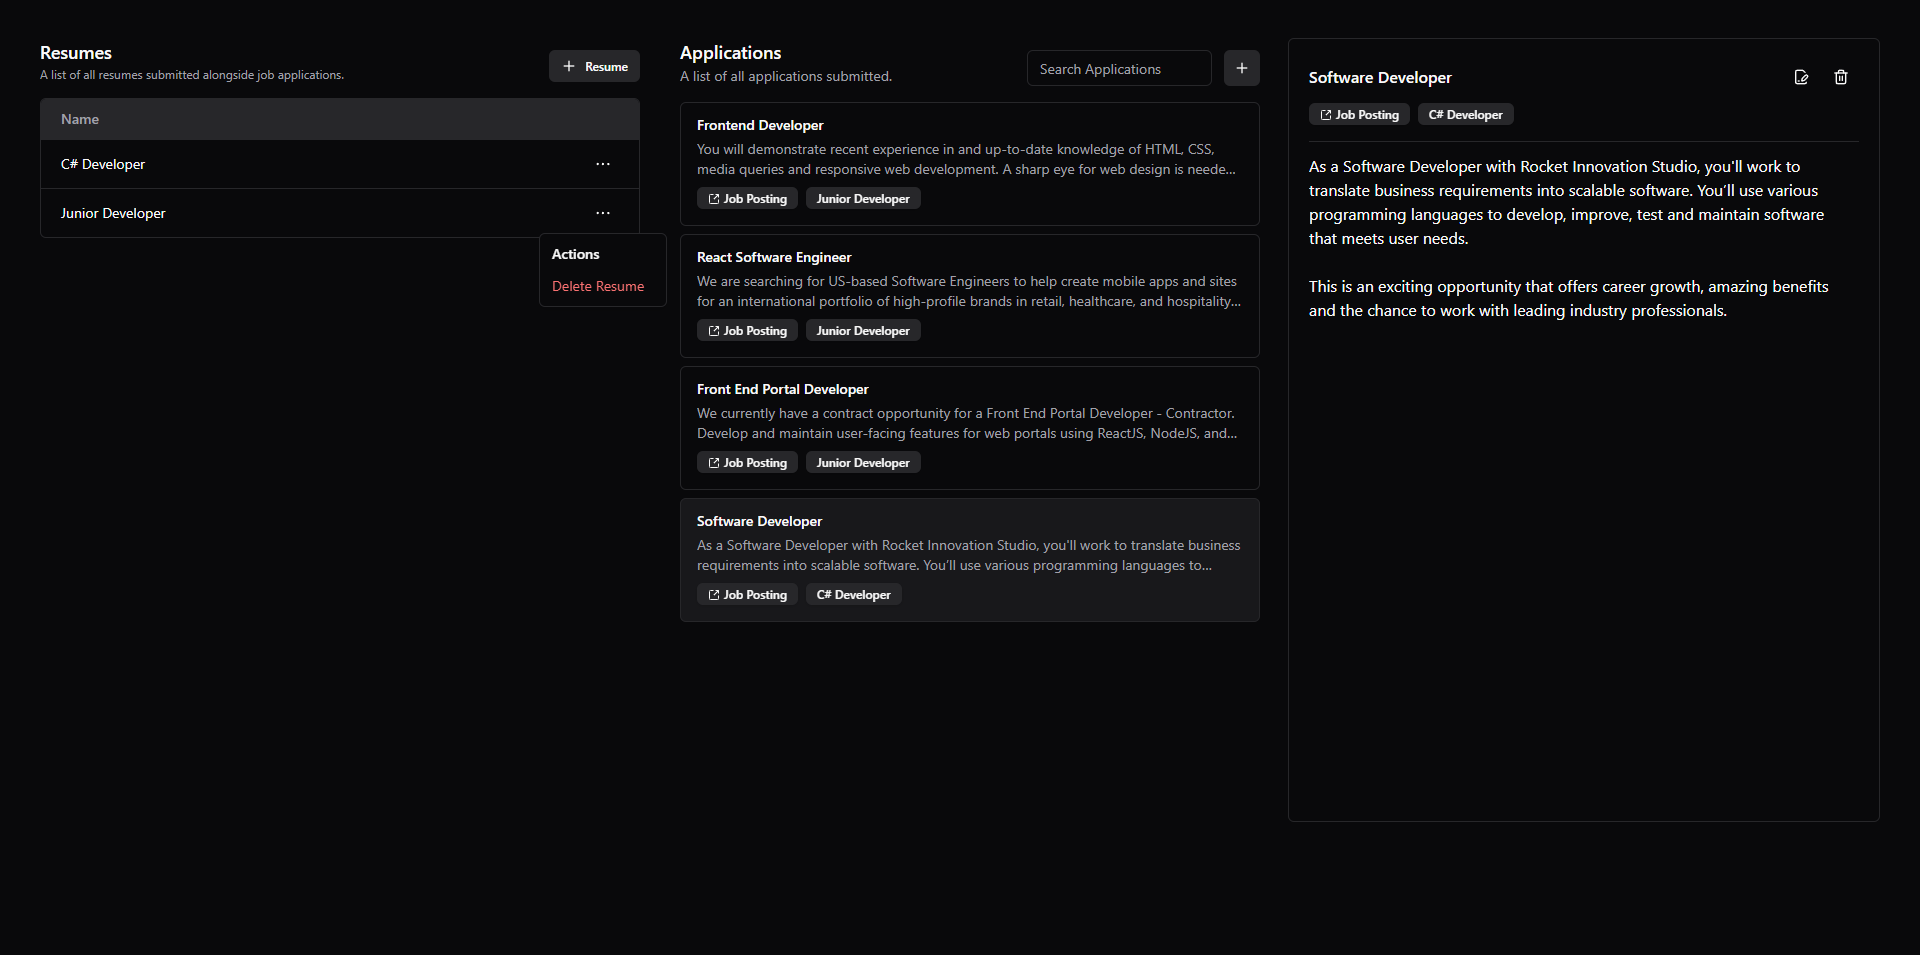 Resumes
A list of all resumes submitted alongside job applications.
+ Resume
Name
C# Developer
...
Junior Developer
...
Actions
Delete Resume
Applications
A list of all applications submitted.
Search Applications
+
Frontend Developer
You will demonstrate recent experience in and up-to-date knowledge of HTML, CSS,
media queries and responsive web development. A sharp eye for web design is neede...
Job Posting
Junior Developer
React Software Engineer
We are searching for US-based Software Engineers to help create mobile apps and sites
for an international portfolio of high-profile brands in retail, healthcare, and hospitality...
Job Posting
Junior Developer
Front End Portal Developer
We currently have a contract opportunity for a Front End Portal Developer - Contractor.
Develop and maintain user-facing features for web portals using ReactJS, NodeJS, and...
Job Posting
Junior Developer
Software Developer
As a Software Developer with Rocket Innovation Studio, you'll work to translate business
requirements into scalable software. You’ll use various programming languages to...
Job Posting
C# Developer
Software Developer
Job Posting
C# Developer
As a Software Developer with Rocket Innovation Studio, you'll work to
translate business requirements into scalable software. You’ll use various
programming languages to develop, improve, test and maintain software
that meets user needs.
This is an exciting opportunity that offers career growth, amazing benefits
and the chance to work with leading industry professionals.